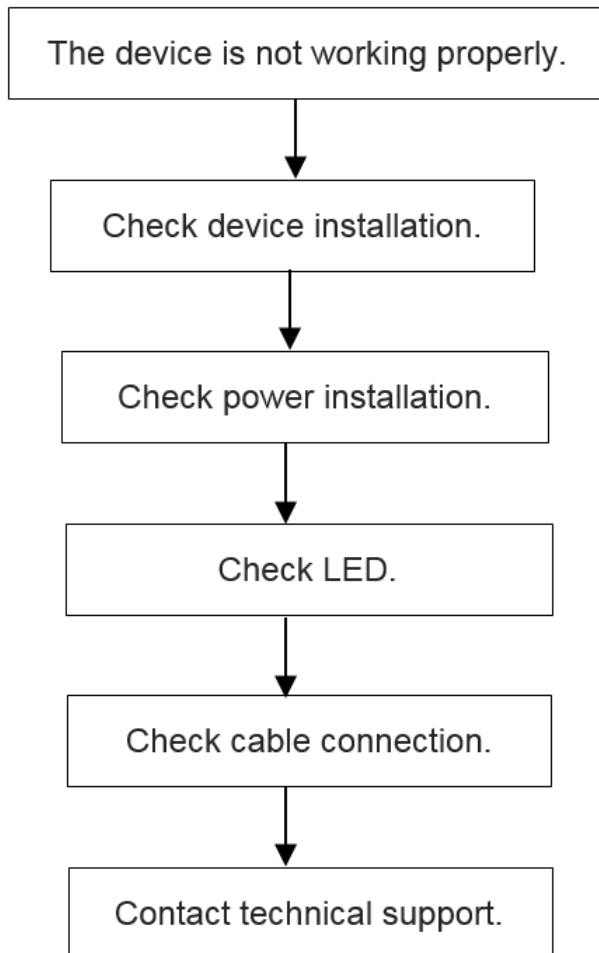 The device is not working properly.
Check device installation.
Check power installation.
Check LED.
Check cable connection.
Contact technical support.